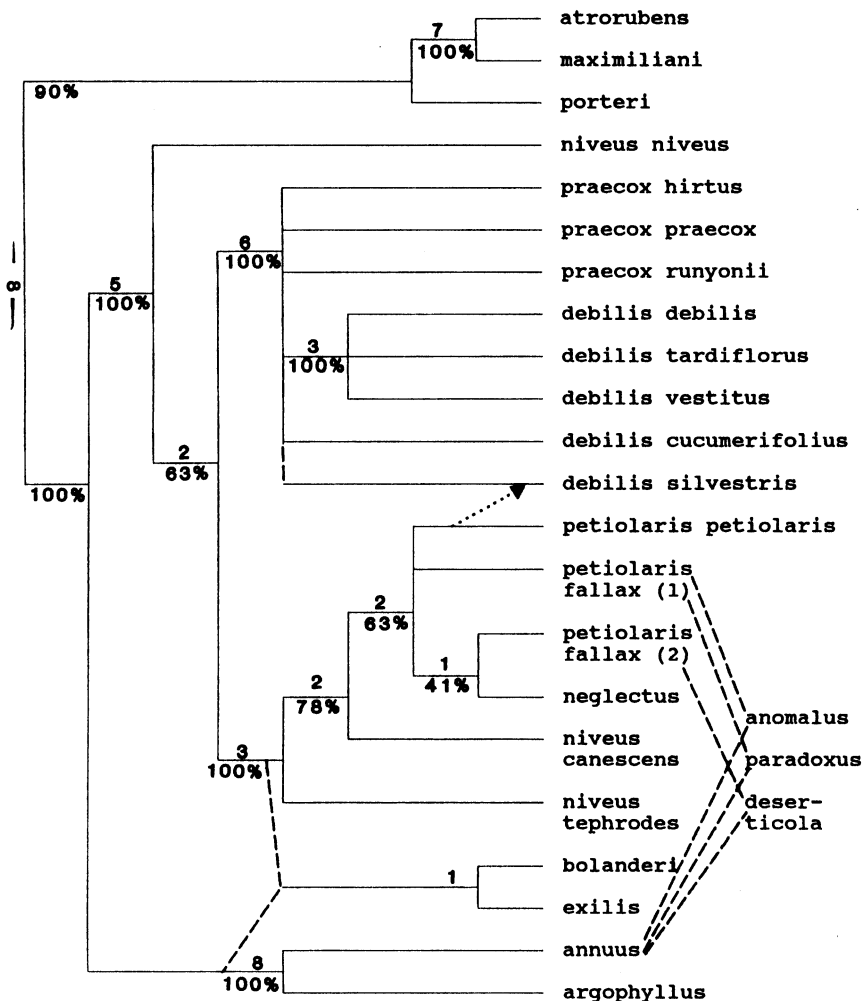 atrorubens
7
100%
maximiliani
90%
porteri
niveus niveus
praecox hirtus
6
praecox praecox
100%
praecox runyonii
8
5
100%
debilis debilis
3
debilis tardiflorus
100%
debilis vestitus
debilis cucumerifolius
2
63%
100%
debilis silvestris
petiolaris petiolaris
petiolaris
fallax (1)
2
63%
petiolaris
fallax (2)
1
41%
2
78%
neglectus
anomalus
niveus
canescens
3
100%
paradoxus
niveus
tephrodes
deser-
ticola
bolanderi
1
exilis
annuus
8
100%
argophyllus